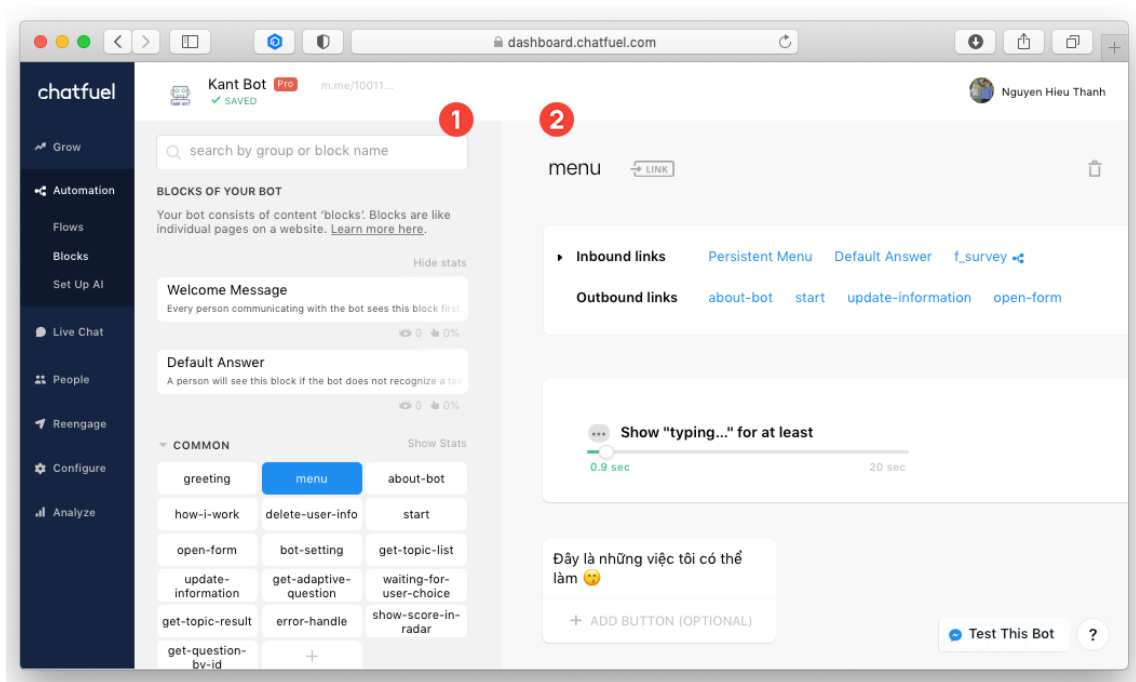 dashboard.chatfuel.com
chatfuel
Kant Bot Pro
m.me/10011...
SAVED
Nguyen Hieu Thanh
Grow
Automation
Flows
Blocks
Set Up AI
Live Chat
People
Reengage
Configure
Analyze
1
search by group or block name
BLOCKS OF YOUR BOT
Your bot consists of content ‘blocks’. Blocks are like
individual pages on a website. Learn more here.
Hide stats
Welcome Message
Every person communicating with the bot sees this block first
0 0%
Default Answer
A person will see this block if the bot does not recognize a tex
0 0%
COMMON Show Stats
greeting menu about-bot
how-i-work delete-user-info start
open-form bot-setting get-topic-list
update-information get-adaptive-question waiting-for-user-choice
get-topic-result error-handle show-score-in-radar
get-question-by-id +
2
menu LINK
Inbound links Persistent Menu Default Answer f_survey
Outbound links about-bot start update-information open-form
Show "typing..." for at least
0.9 sec 20 sec
Đây là những việc tôi có thể
làm 😙
+ ADD BUTTON (OPTIONAL)
Test This Bot ?